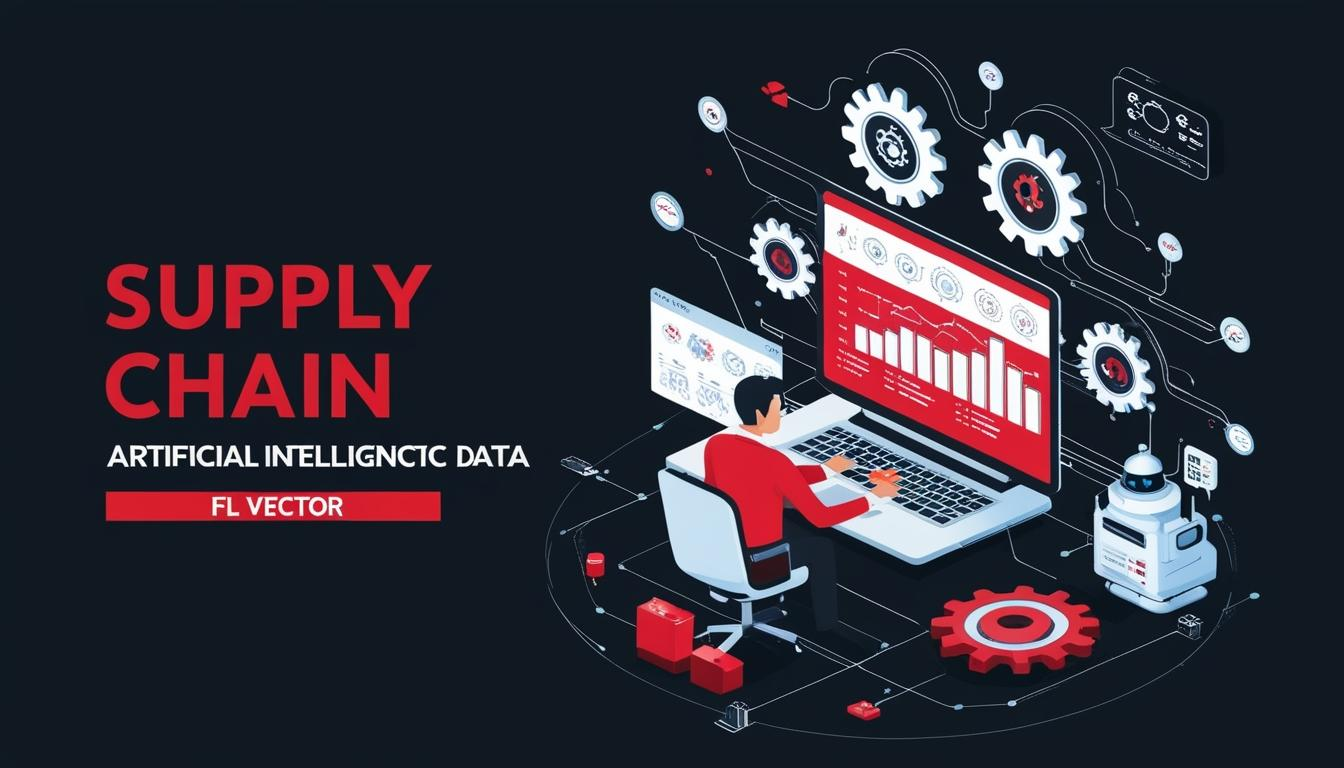 SUPPLY
CHAIN
ARTIFICIAL INTELLIGNCTC DATA
FL VECTOR